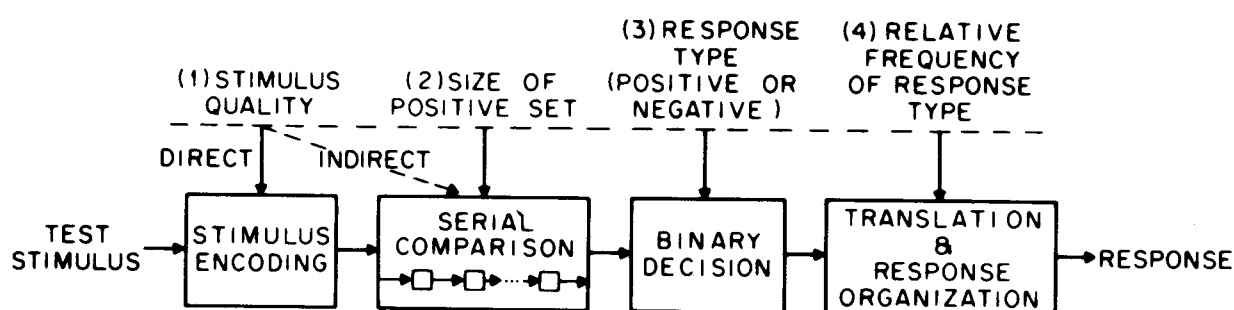 (1) STIMULUS
QUALITY
(2) SIZE OF
POSITIVE SET
(3) RESPONSE
TYPE
(POSITIVE OR
NEGATIVE)
(4) RELATIVE
FREQUENCY
OF RESPONSE
TYPE
DIRECT
INDIRECT
TEST
STIMULUS
STIMULUS
ENCODING
SERIAL
COMPARISON
BINARY
DECISION
TRANSLATION
&
RESPONSE
ORGANIZATION
RESPONSE